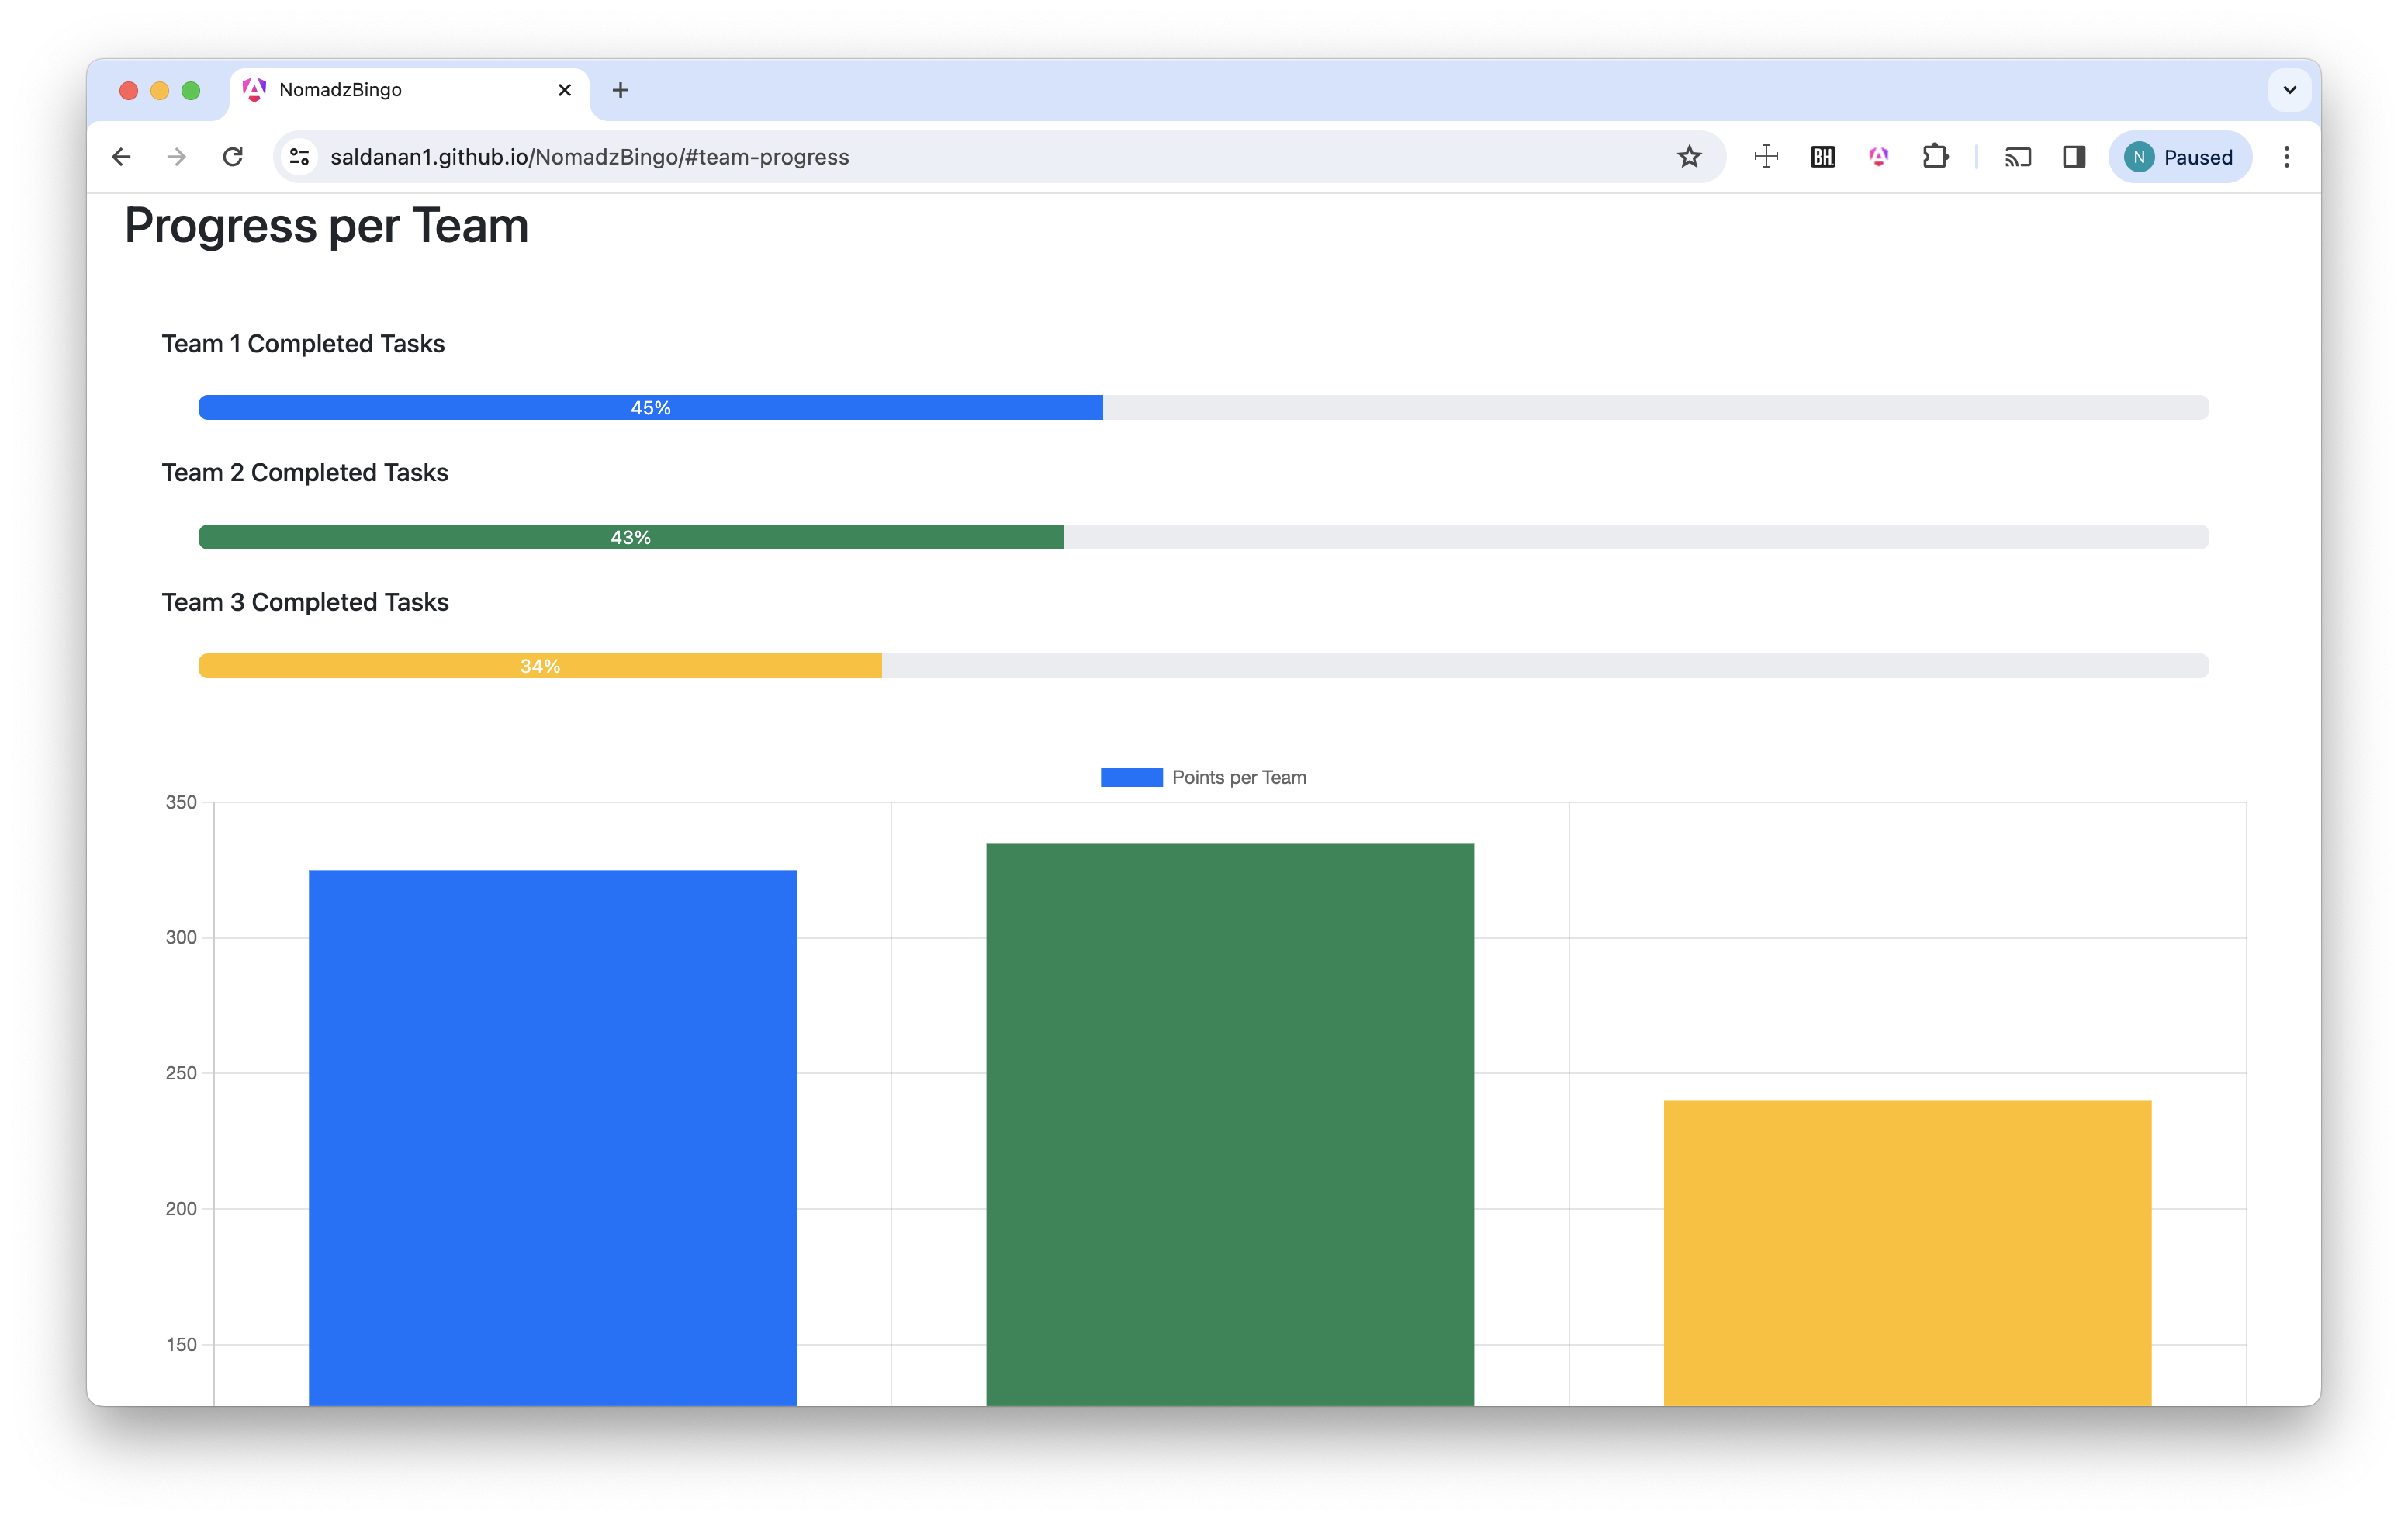 NomadzBingo
saldanan1.github.io/NomadzBingo/#team-progress
BH
N Paused
Progress per Team
Team 1 Completed Tasks
45%
Team 2 Completed Tasks
43%
Team 3 Completed Tasks
34%
Points per Team
350
300
250
200
150